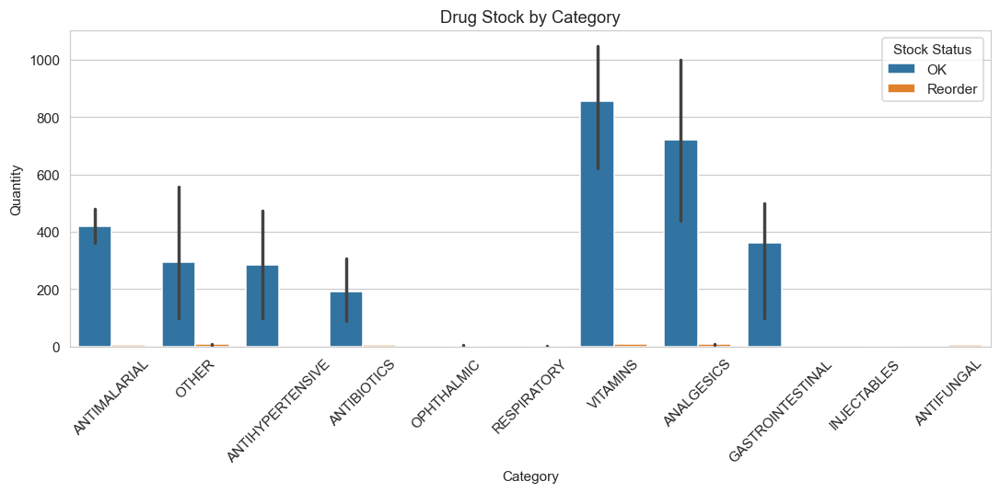 Drug Stock by Category
Quantity
1000
800
600
400
200
0
Stock Status
OK
Reorder
ANTIMALARIAL
OTHER
ANTIHYPERTENSIVE
ANTIBIOTICS
OPHTHALMIC
RESPIRATORY
VITAMINS
ANALGESICS
GASTROINTESTINAL
INJECTABLES
ANTIFUNGAL
Category